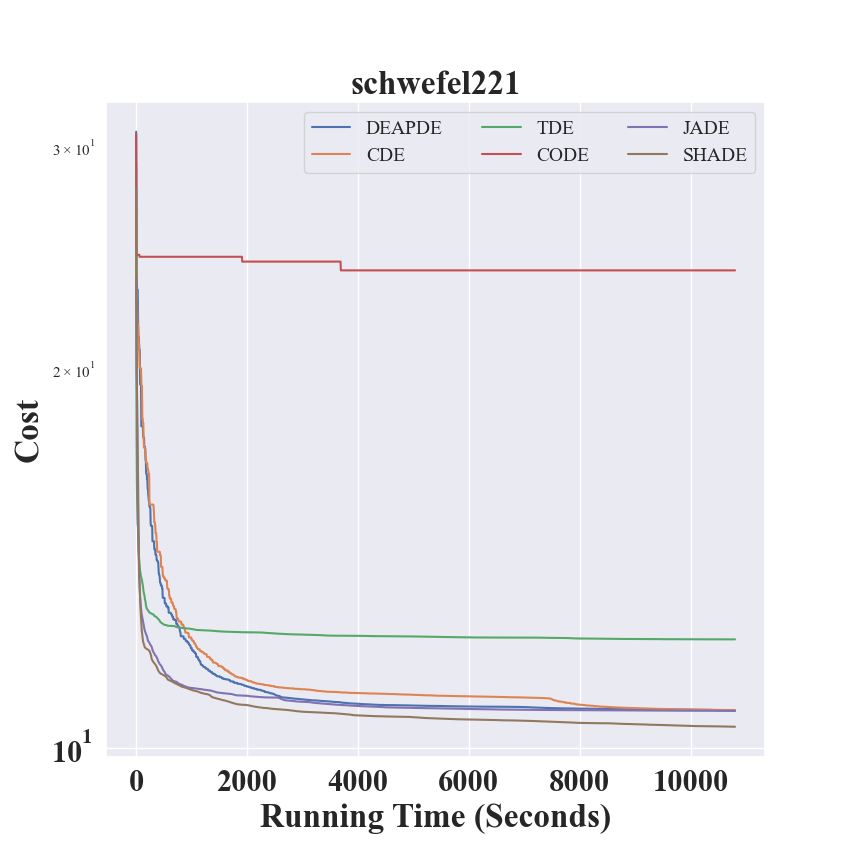 schwefel221
DEAPDE TDE JADE
CDE CODE SHADE
3 × 10¹
2 × 10¹
10¹
Cost
0 2000 4000 6000 8000 10000
Running Time (Seconds)